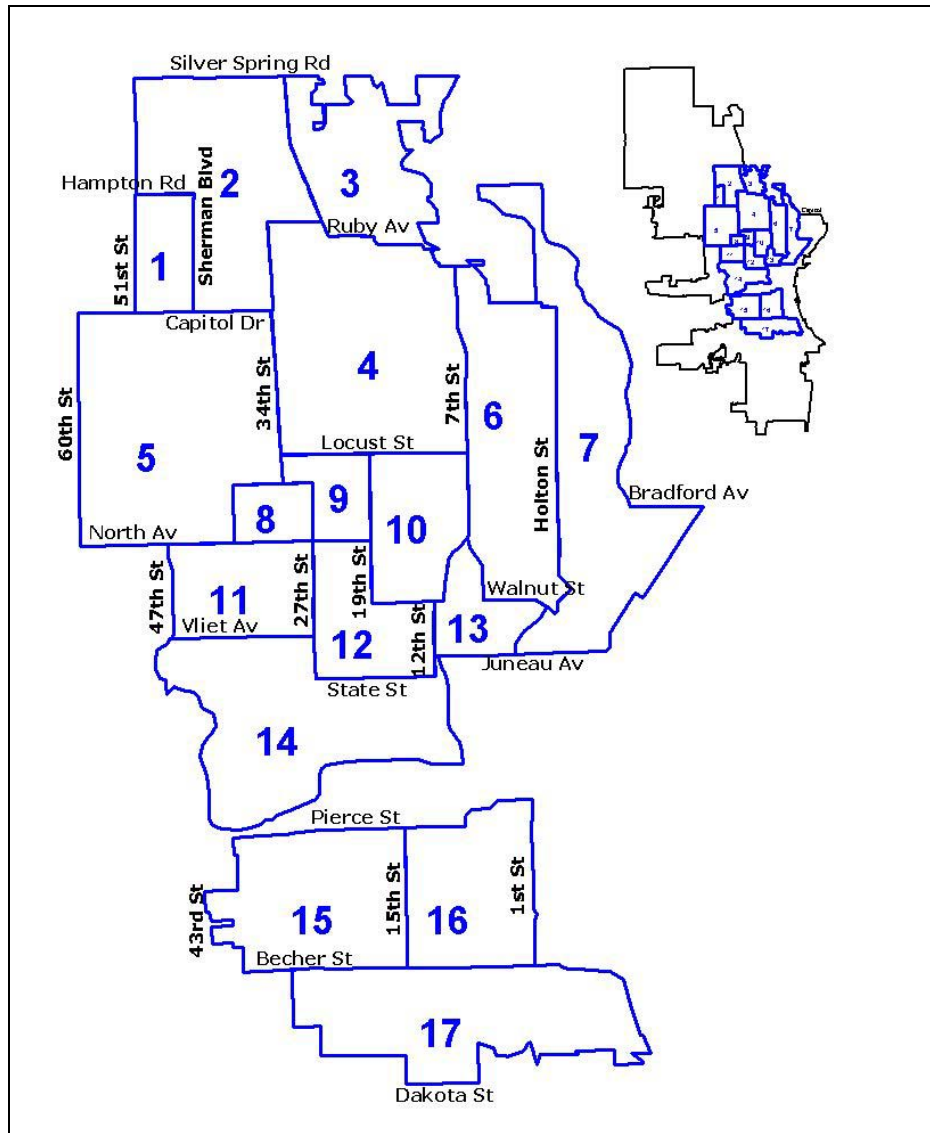 Silver Spring Rd
Hampton Rd
Sherman Blvd
2
3
Ruby Av
51st St
1
Capitol Dr
60th St
34th St
4
7th St
6
7
5
Locust St
Holton St
Bradford Av
8
9
10
North Av
47th St
11
27th St
19th St
Walnut St
Vliet Av
12
12th St
13
Juneau Av
State St
14
Pierce St
43rd St
15
15th St
16
1st St
Becher St
17
Dakota St